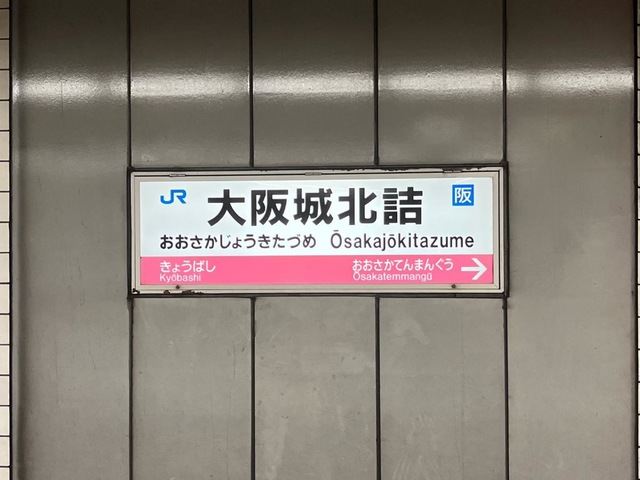 JR 大阪城北詰 阪
おおさかじょうきたづめ Ōsakajōkitazume
きょうばし おおさかてんまんぐう
Kyōbashi Ōsakatemmangū